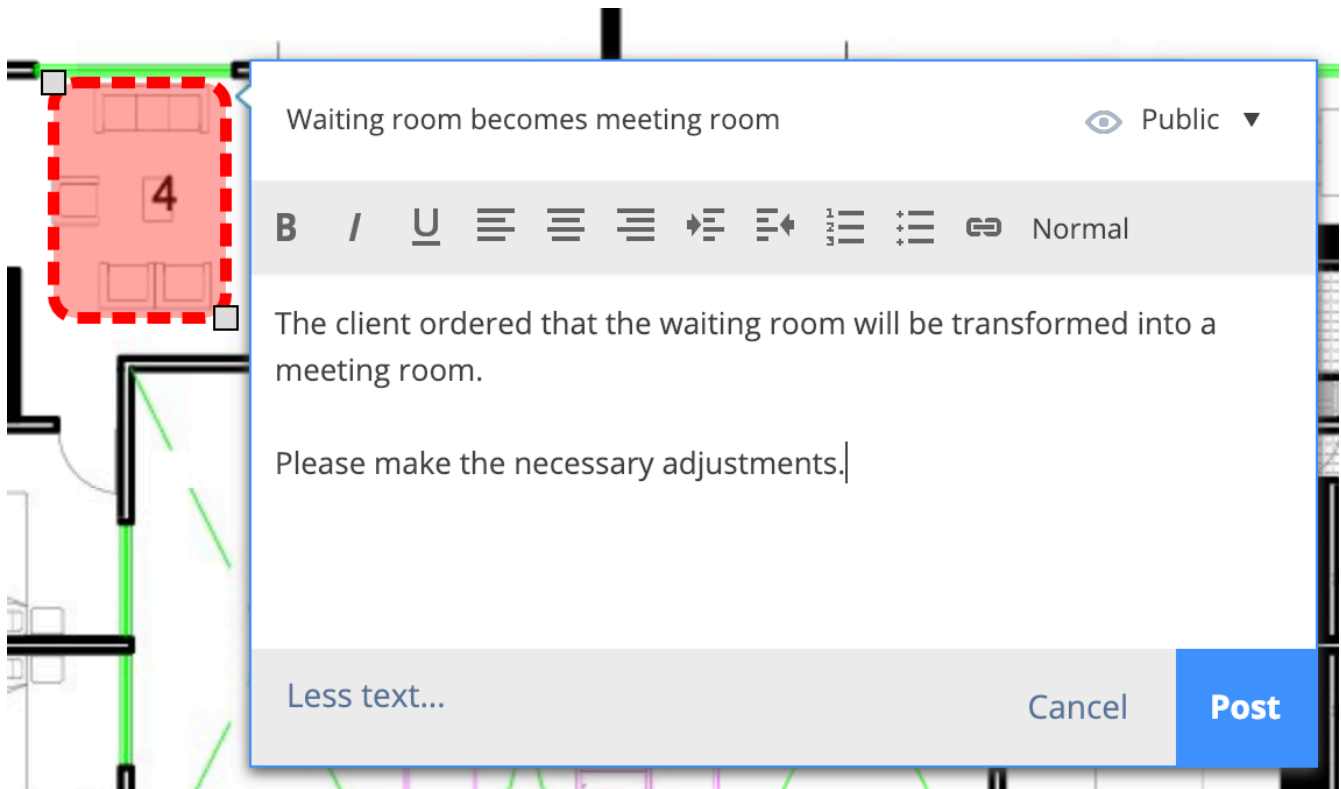 4
Waiting room becomes meeting room
Public
B I U Normal
The client ordered that the waiting room will be transformed into a
meeting room.
Please make the necessary adjustments.
Less text...
Cancel
Post